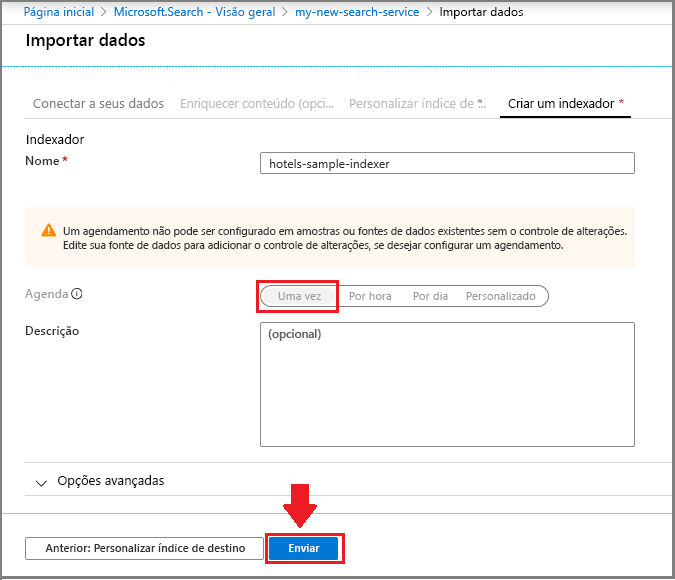 Página inicial > Microsoft.Search - Visão geral > my-new-search-service > Importar dados
Importar dados
Conectar a seus dados Enriquecer conteúdo (opci... Personalizar índice de *... Criar um indexador *
Indexador
Nome *
hotels-sample-indexer
Um agendamento não pode ser configurado em amostras ou fontes de dados existentes sem o controle de alterações.
Edite sua fonte de dados para adicionar o controle de alterações, se desejar configurar um agendamento.
Agenda
Uma vez Por hora Por dia Personalizado
Descrição
(opcional)
Opções avançadas
Anterior: Personalizar índice de destino Enviar